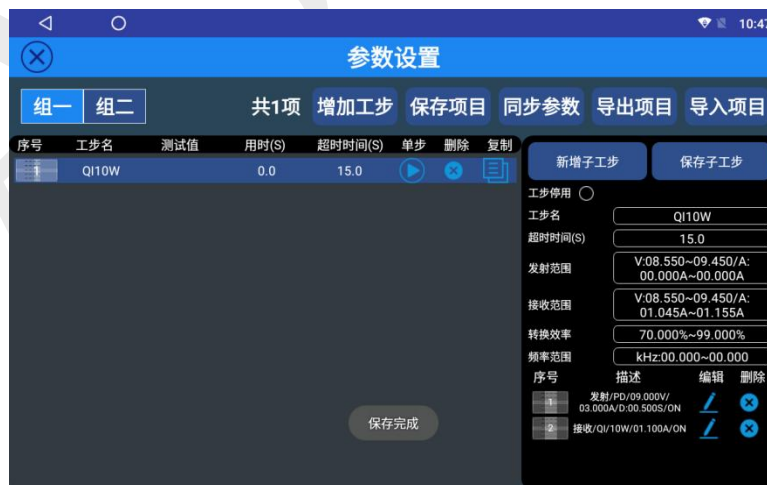 10:47
参数设置
组一 组二 共1项 增加工步 保存项目 同步参数 导出项目 导入项目
序号 工步名 测试值 用时(S) 超时时间(S) 单步 删除 复制
1 QI10W 0.0 15.0
新增子工步 保存子工步
工步停用
工步名 QI10W
超时时间(S) 15.0
发射范围 V:08.550~09.450/A:
00.000A~00.000A
接收范围 V:08.550~09.450/A:
01.045A~01.155A
转换效率 70.000%~99.000%
频率范围 kHz:00.000~00.000
序号 描述 编辑 删除
1 发射/PD/09.000V/
03.000A/D:00.500S/ON
2 接收/QI/10W/01.100A/ON
保存完成